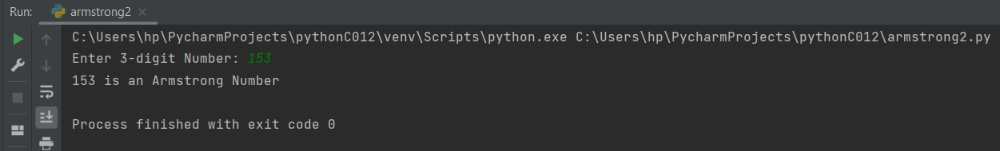 Run: armstrong2
C:\Users\hp\PycharmProjects\pythonC012\venv\Scripts\python.exe C:\Users\hp\PycharmProjects\pythonC012\armstrong2.py
Enter 3-digit Number: 153
153 is an Armstrong Number
Process finished with exit code 0